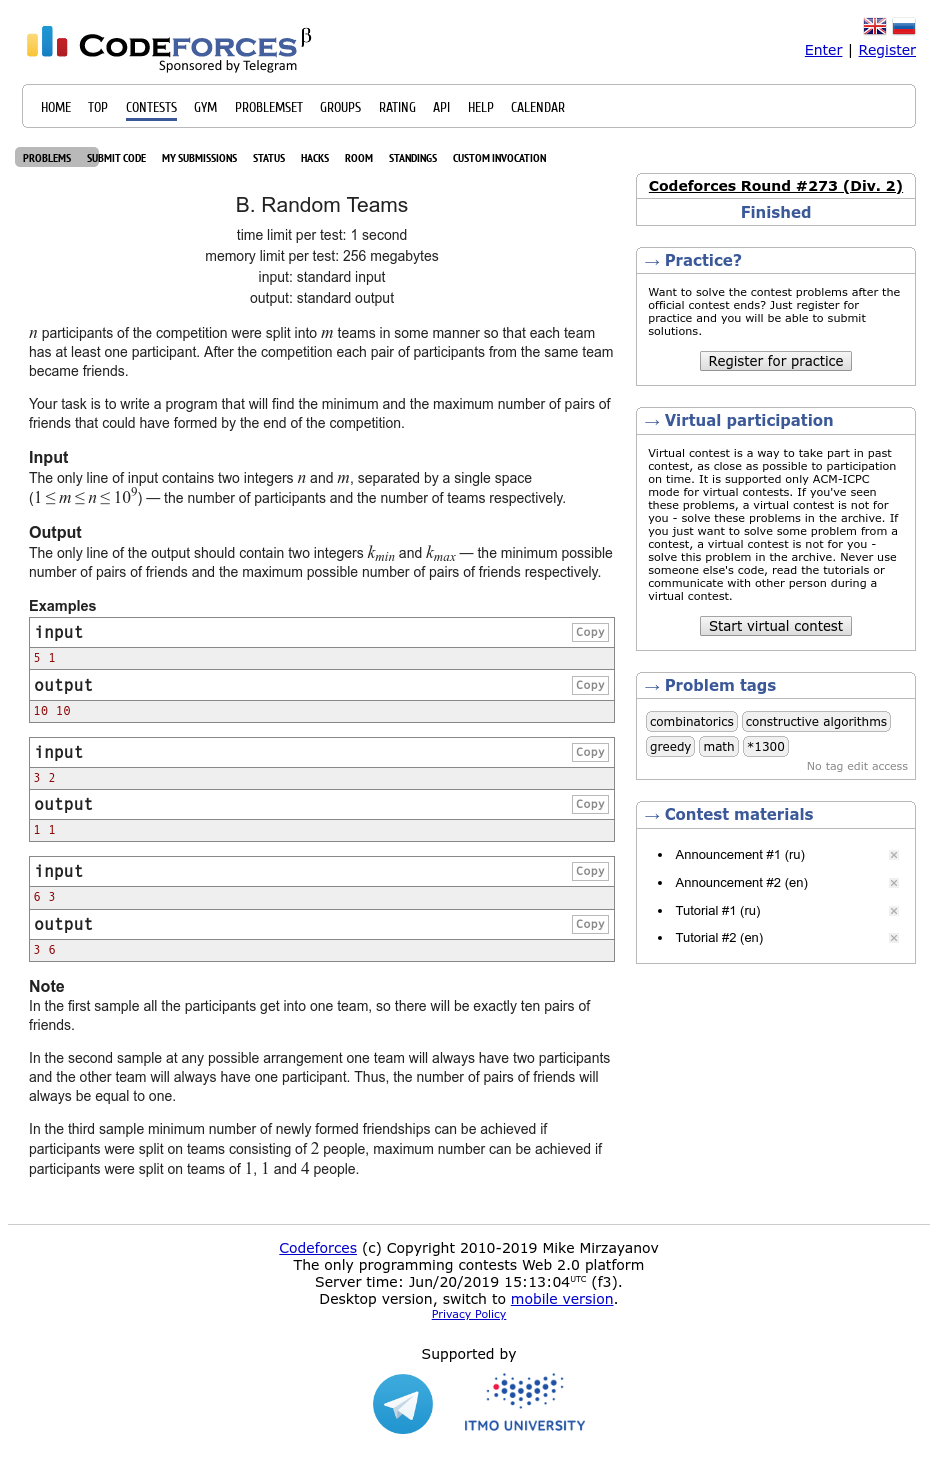 CODEFORCES β
Sponsored by Telegram
Enter | Register
HOME TOP CONTESTS GYM PROBLEMSET GROUPS RATING API HELP CALENDAR
PROBLEMS SUBMIT CODE MY SUBMISSIONS STATUS HACKS ROOM STANDINGS CUSTOM INVOCATION
B. Random Teams
time limit per test: 1 second
memory limit per test: 256 megabytes
input: standard input
output: standard output
n participants of the competition were split into m teams in some manner so that each team
has at least one participant. After the competition each pair of participants from the same team
became friends.
Your task is to write a program that will find the minimum and the maximum number of pairs of
friends that could have formed by the end of the competition.
Input
The only line of input contains two integers n and m, separated by a single space
(1 ≤ m ≤ n ≤ 10⁹) — the number of participants and the number of teams respectively.
Output
The only line of the output should contain two integers kmin and kmax — the minimum possible
number of pairs of friends and the maximum possible number of pairs of friends respectively.
Examples
input Copy
5 1
output Copy
10 10
input Copy
3 2
output Copy
1 1
input Copy
6 3
output Copy
3 6
Note
In the first sample all the participants get into one team, so there will be exactly ten pairs of
friends.
In the second sample at any possible arrangement one team will always have two participants
and the other team will always have one participant. Thus, the number of pairs of friends will
always be equal to one.
In the third sample minimum number of newly formed friendships can be achieved if
participants were split on teams consisting of 2 people, maximum number can be achieved if
participants were split on teams of 1, 1 and 4 people.
Codeforces Round #273 (Div. 2)
Finished
→ Practice?
Want to solve the contest problems after the
official contest ends? Just register for
practice and you will be able to submit
solutions.
Register for practice
→ Virtual participation
Virtual contest is a way to take part in past
contest, as close as possible to participation
on time. It is supported only ACM-ICPC
mode for virtual contests. If you've seen
these problems, a virtual contest is not for
you - solve these problems in the archive. If
you just want to solve some problem from a
contest, a virtual contest is not for you -
solve this problem in the archive. Never use
someone else's code, read the tutorials or
communicate with other person during a
virtual contest.
Start virtual contest
→ Problem tags
combinatorics constructive algorithms
greedy math *1300
No tag edit access
→ Contest materials
• Announcement #1 (ru)
• Announcement #2 (en)
• Tutorial #1 (ru)
• Tutorial #2 (en)
Codeforces (c) Copyright 2010-2019 Mike Mirzayanov
The only programming contests Web 2.0 platform
Server time: Jun/20/2019 15:13:04 UTC (f3).
Desktop version, switch to mobile version.
Privacy Policy
Supported by
ITMO UNIVERSITY